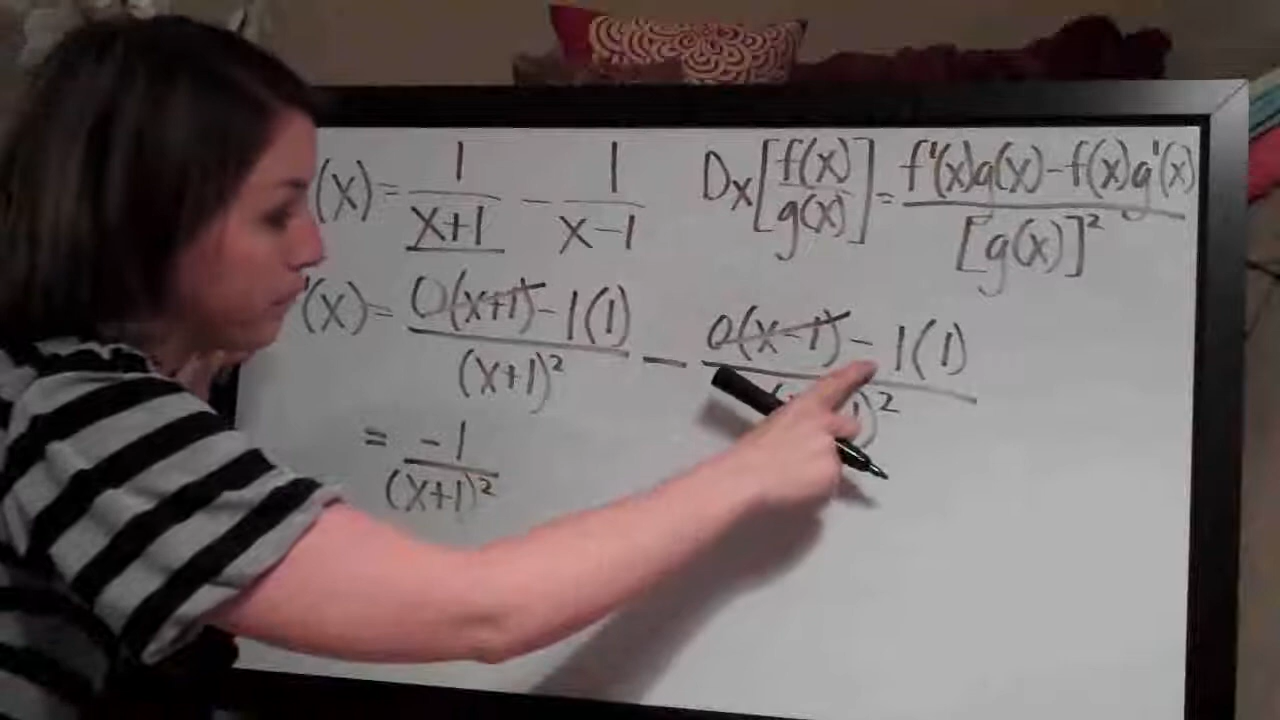 (x) = 1/(x+1) - 1/(x-1)
Dx[f(x)/g(x)] = (f'(x)g(x) - f(x)g'(x))/[g(x)]²
'(x) = (0(x+1) - 1(1))/(x+1)² - (0(x-1) - 1(1))/( 1)²
= -1/(x+1)²